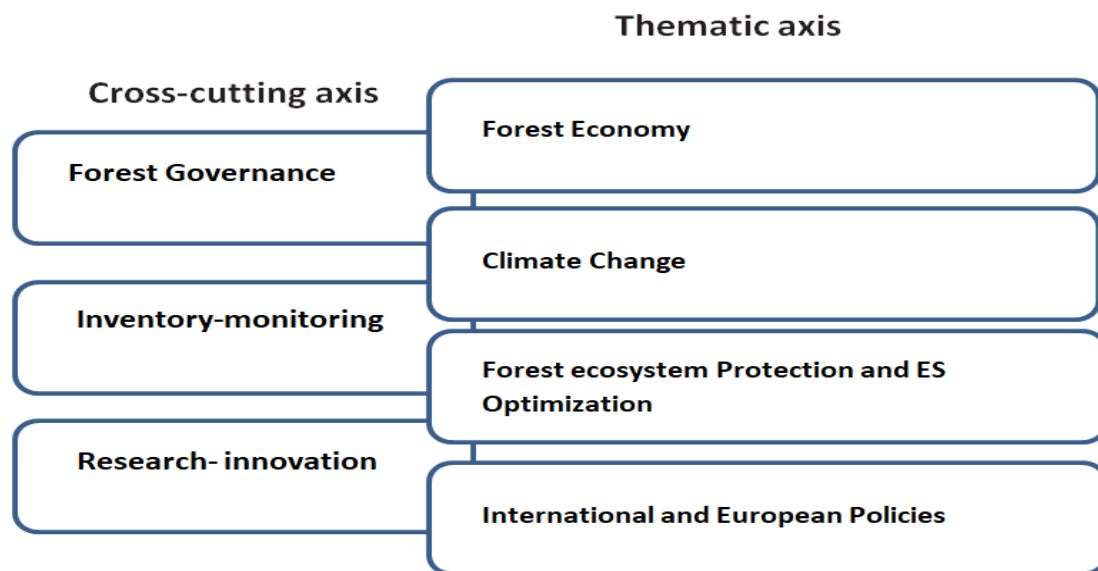 Thematic axis
Cross-cutting axis
Forest Economy
Forest Governance
Climate Change
Inventory-monitoring
Forest ecosystem Protection and ES
Optimization
Research- innovation
International and European Policies